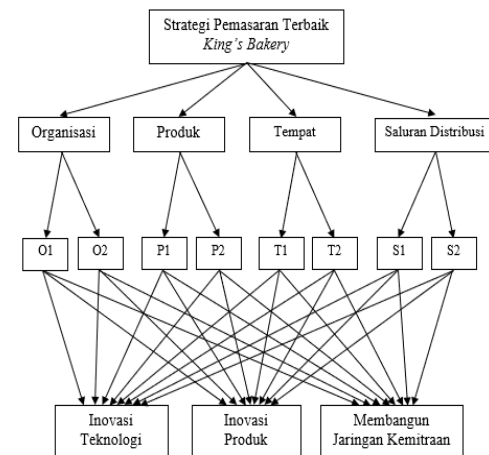 Strategi Pemasaran Terbaik
King's Bakery
Organisasi
Produk
Tempat
Saluran Distribusi
O1
O2
P1
P2
T1
T2
S1
S2
Inovasi
Teknologi
Inovasi
Produk
Membangun
Jaringan Kemitraan